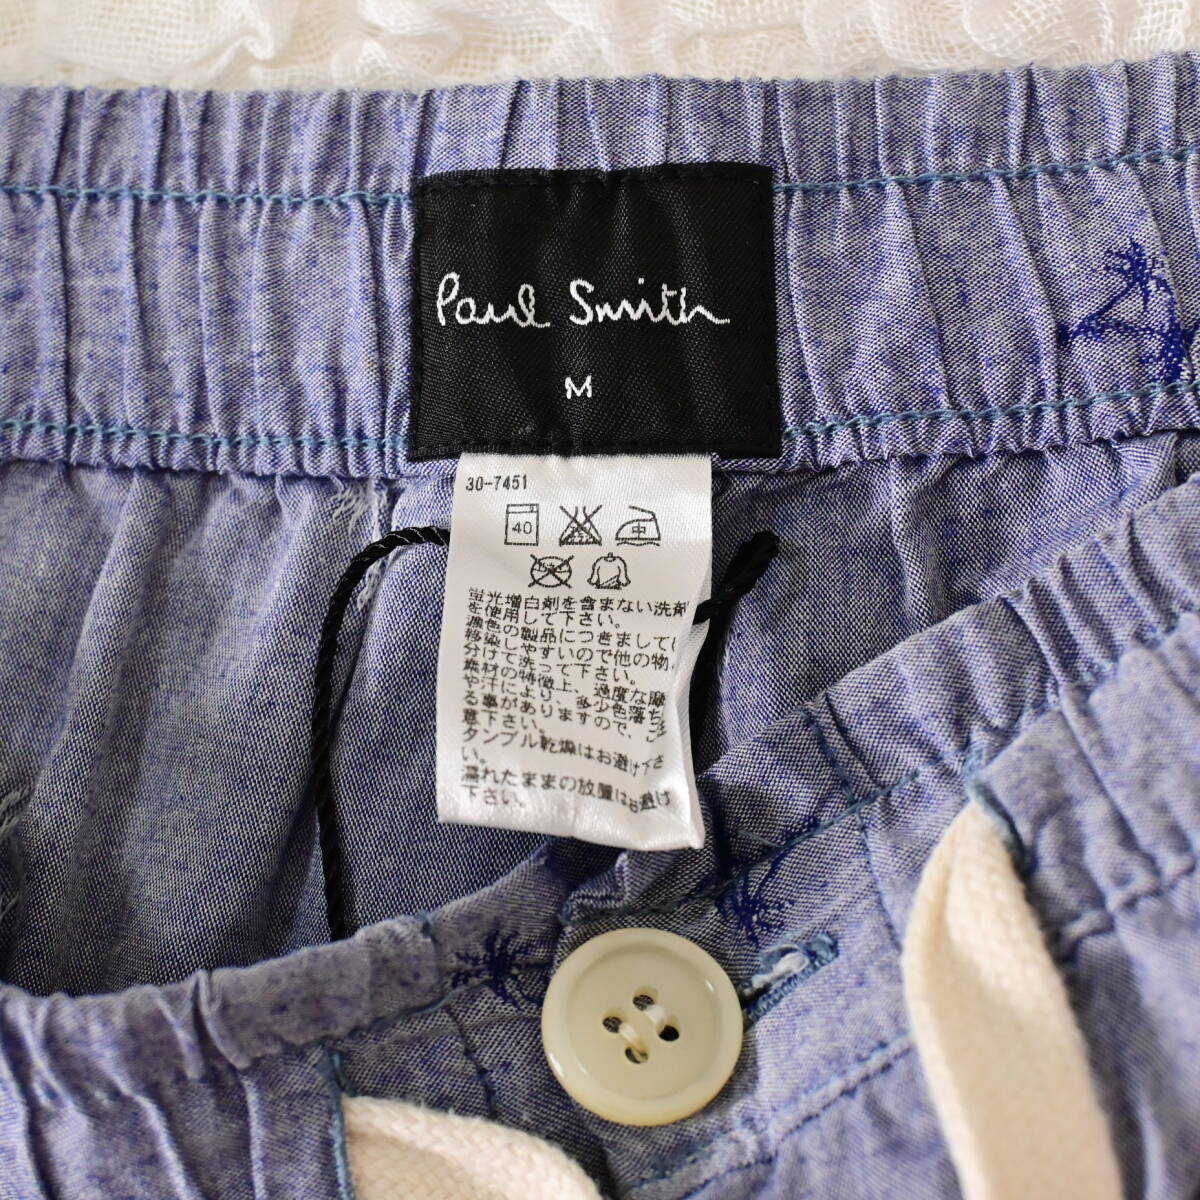 Paul Smith
M
30-7451
40
中
蛍光増白剤を含まない洗剤
を使用して下さい。
濃色の製品につきましては
移染しやすいので他の物
分けて洗って下さい。
素材の特徴上、過度な摩
や汗により、多少色落ち
る事がありますので、ご
意下さい。
タンブル乾燥はお避け下さ
い。
濡れたままの放置はお避け
下さい。